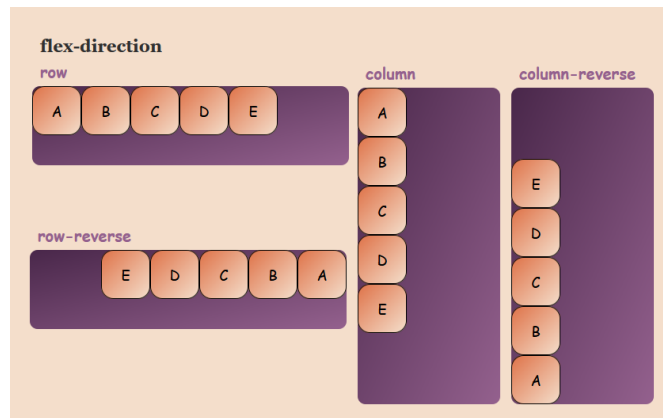 flex-direction
row
A B C D E
row-reverse
E D C B A
column
A
B
C
D
E
column-reverse
E
D
C
B
A